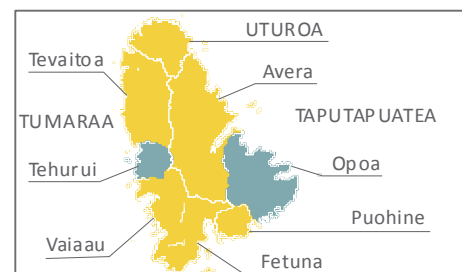 UTUROA
Tevaitoa
Avera
TUMARAA
TAPUTAPUATEA
Tehurui
Opoa
Puohine
Vaiaau
Fetuna